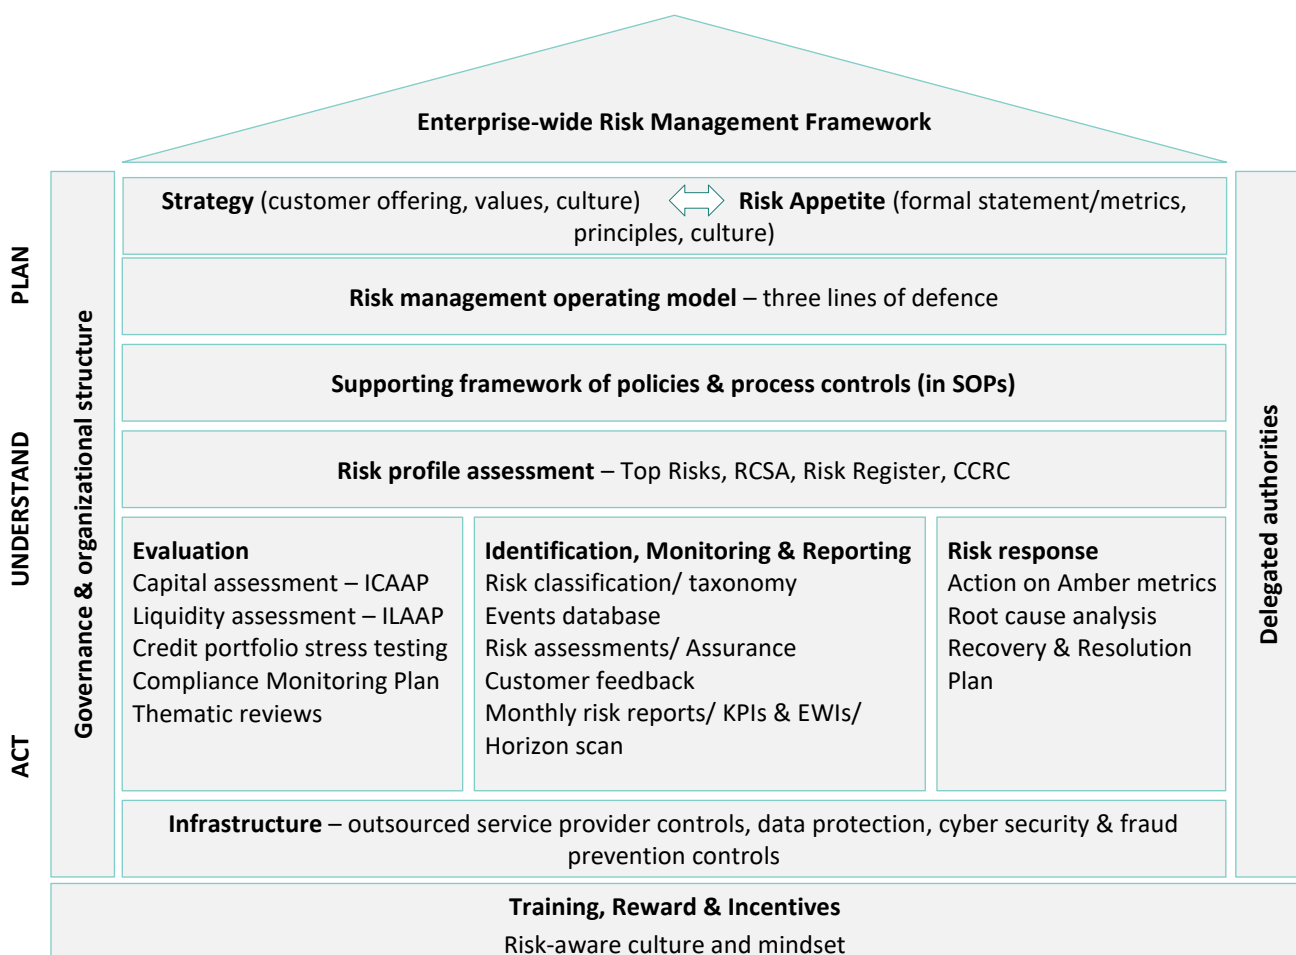 Enterprise-wide Risk Management Framework
PLAN
UNDERSTAND
ACT
Governance & organizational structure
Strategy (customer offering, values, culture) Risk Appetite (formal statement/metrics,
principles, culture)
Risk management operating model – three lines of defence
Supporting framework of policies & process controls (in SOPs)
Risk profile assessment – Top Risks, RCSA, Risk Register, CCRC
Evaluation
Capital assessment – ICAAP
Liquidity assessment – ILAAP
Credit portfolio stress testing
Compliance Monitoring Plan
Thematic reviews
Identification, Monitoring & Reporting
Risk classification/ taxonomy
Events database
Risk assessments/ Assurance
Customer feedback
Monthly risk reports/ KPIs & EWIs/
Horizon scan
Risk response
Action on Amber metrics
Root cause analysis
Recovery & Resolution
Plan
Infrastructure – outsourced service provider controls, data protection, cyber security & fraud
prevention controls
Delegated authorities
Training, Reward & Incentives
Risk-aware culture and mindset